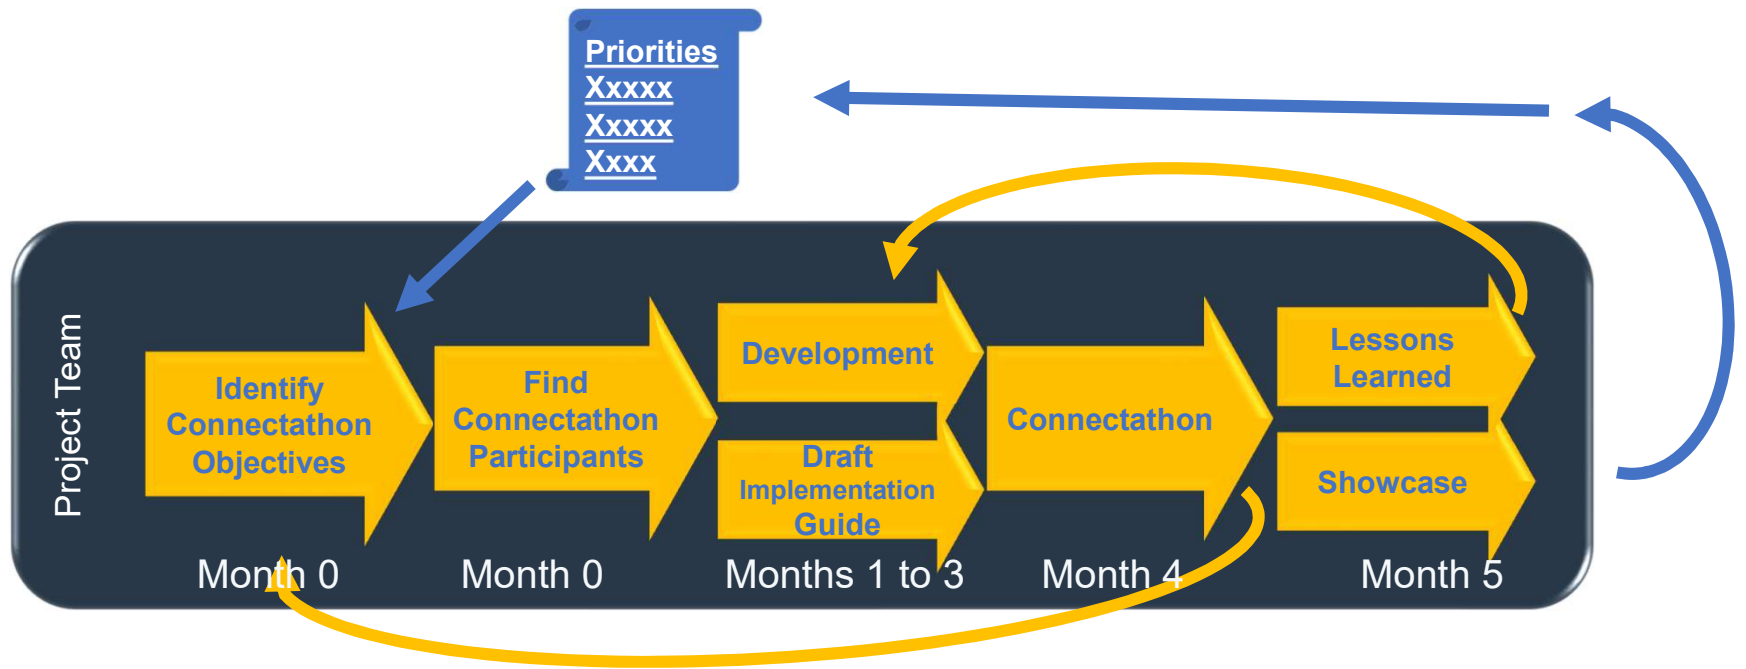 Priorities
Xxxxx
Xxxxx
Xxxx
Project Team
Identify
Connectathon
Objectives
Find
Connectathon
Participants
Development
Draft
Implementation
Guide
Connectathon
Lessons
Learned
Showcase
Month 0
Month 0
Months 1 to 3
Month 4
Month 5